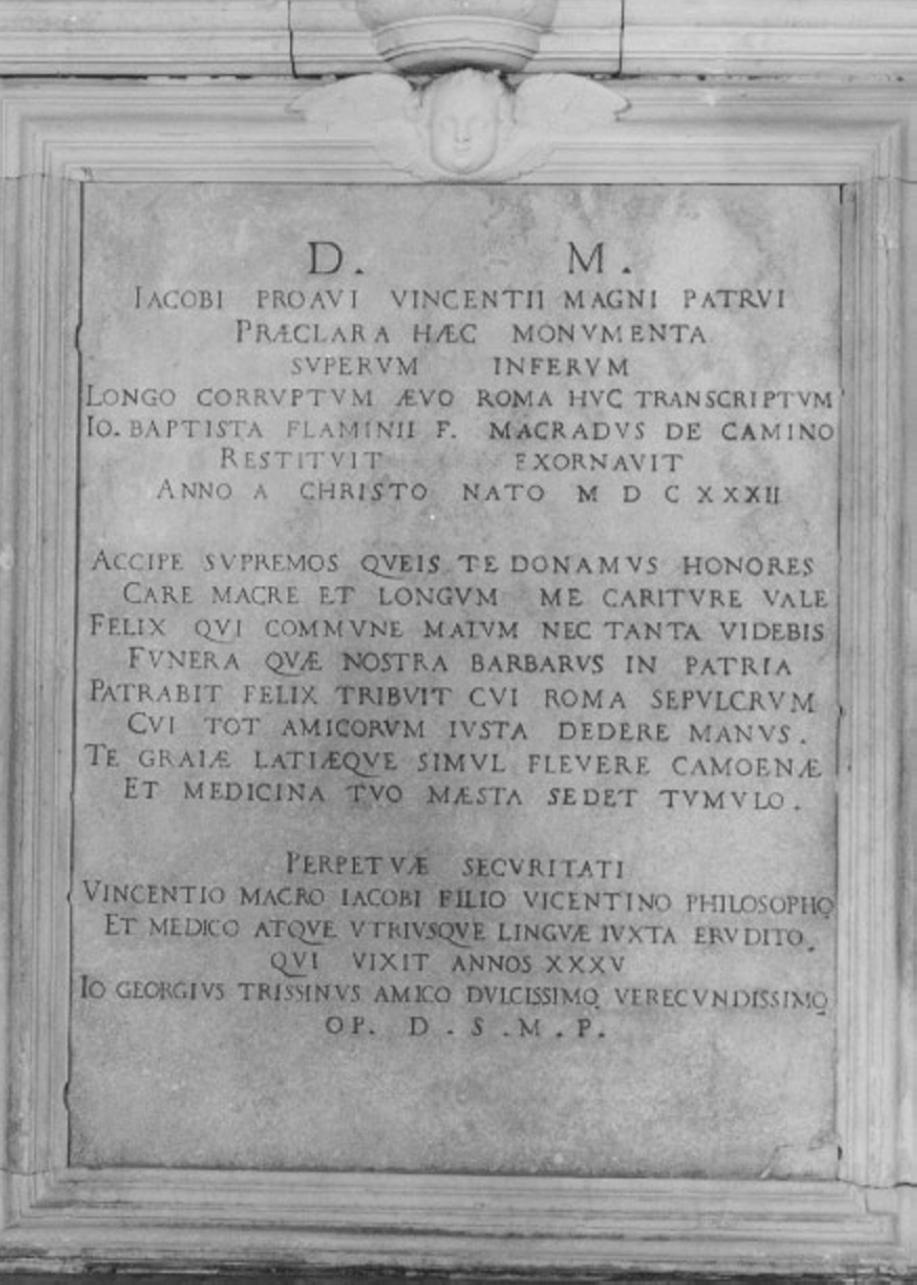 D. M.
IACOBI PROAVI VINCENTII MAGNI PATRVI
PRÆCLARA HÆC MONVMENTA
SVPERVM INFERVM
LONGO CORRVPTVM ÆVO ROMA HVC TRANSCRIPTVM
IO. BAPTISTA FLAMINII F. MACRADVS DE CAMINO
RESTITVIT EXORNAVIT
ANNO A CHRISTO NATO M D C XXXII
ACCIPE SVPREMOS QVEIS TE DONAMVS HONORES
CARE MACRE ET LONGVM ME CARITVRE VALE
FELIX QVI COMMVNE MALVM NEC TANTA VIDEBIS
FVNERA QVÆ NOSTRA BARBARVS IN PATRIA
PATRABIT FELIX TRIBVIT CVI ROMA SEPVLCRVM
CVI TOT AMICORVM IVSTA DEDERE MANVS.
TE GRAIÆ LATIÆQVE SIMVL FLEVERE CAMOENÆ
ET MEDICINA TVO MÆSTA SEDET TVMVLO.
PERPETVÆ SECVRITATI
VINCENTIO MACRO IACOBI FILIO VICENTINO PHILOSOPHO
ET MEDICO ATQVE VTRIVSQVE LINGVÆ IVXTA ERVDITO.
QVI VIXIT ANNOS XXXV
IO GEORGIVS TRISSINVS AMICO DVLCISSIMO VERECVNDISSIMO
OP. D. S. M. P.